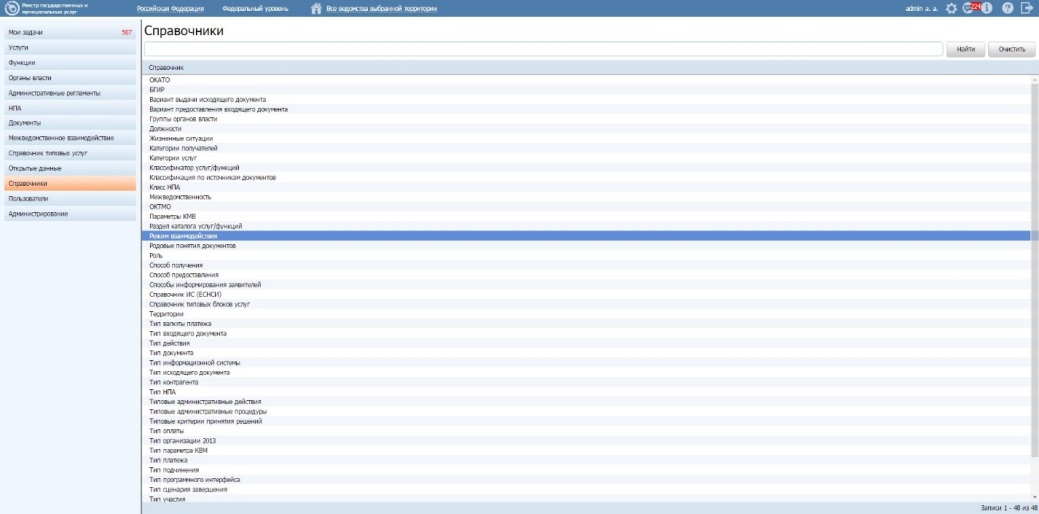 Реестр государственных и
муниципальных услуг
Российская Федерация Федеральный уровень Все ведомства выбранной территории
admin a. a. 224
Мои задачи 587
Услуги
Функции
Органы власти
Административные регламенты
НПА
Документы
Межведомственное взаимодействие
Справочник типовых услуг
Открытые данные
Справочники
Пользователи
Администрирование
Справочники
Найти Очистить
Справочник
ОКАТО
БГИР
Вариант выдачи исходящего документа
Вариант предоставления входящего документа
Группы органов власти
Должности
Жизненные ситуации
Категории получателей
Категории услуг
Классификатор услуг/функций
Классификация по источникам документов
Класс НПА
Межведомственность
ОКТМО
Параметры КМВ
Раздел каталога услуг/функций
Режим взаимодействия
Родовые понятия документов
Роль
Способ получения
Способ предоставления
Способы информирования заявителей
Справочник ИС (ЕСНСИ)
Справочник типовых блоков услуг
Территории
Тип валюты платежа
Тип входящего документа
Тип действия
Тип документа
Тип информационной системы
Тип исходящего документа
Тип контрагента
Тип НПА
Типовые административные действия
Типовые административные процедуры
Типовые критерии принятия решений
Тип оплаты
Тип организации 2013
Тип параметра КВМ
Тип платежа
Тип подчинения
Тип программного интерфейса
Тип сценария завершения
Тип участия
Записи 1 - 48 из 48